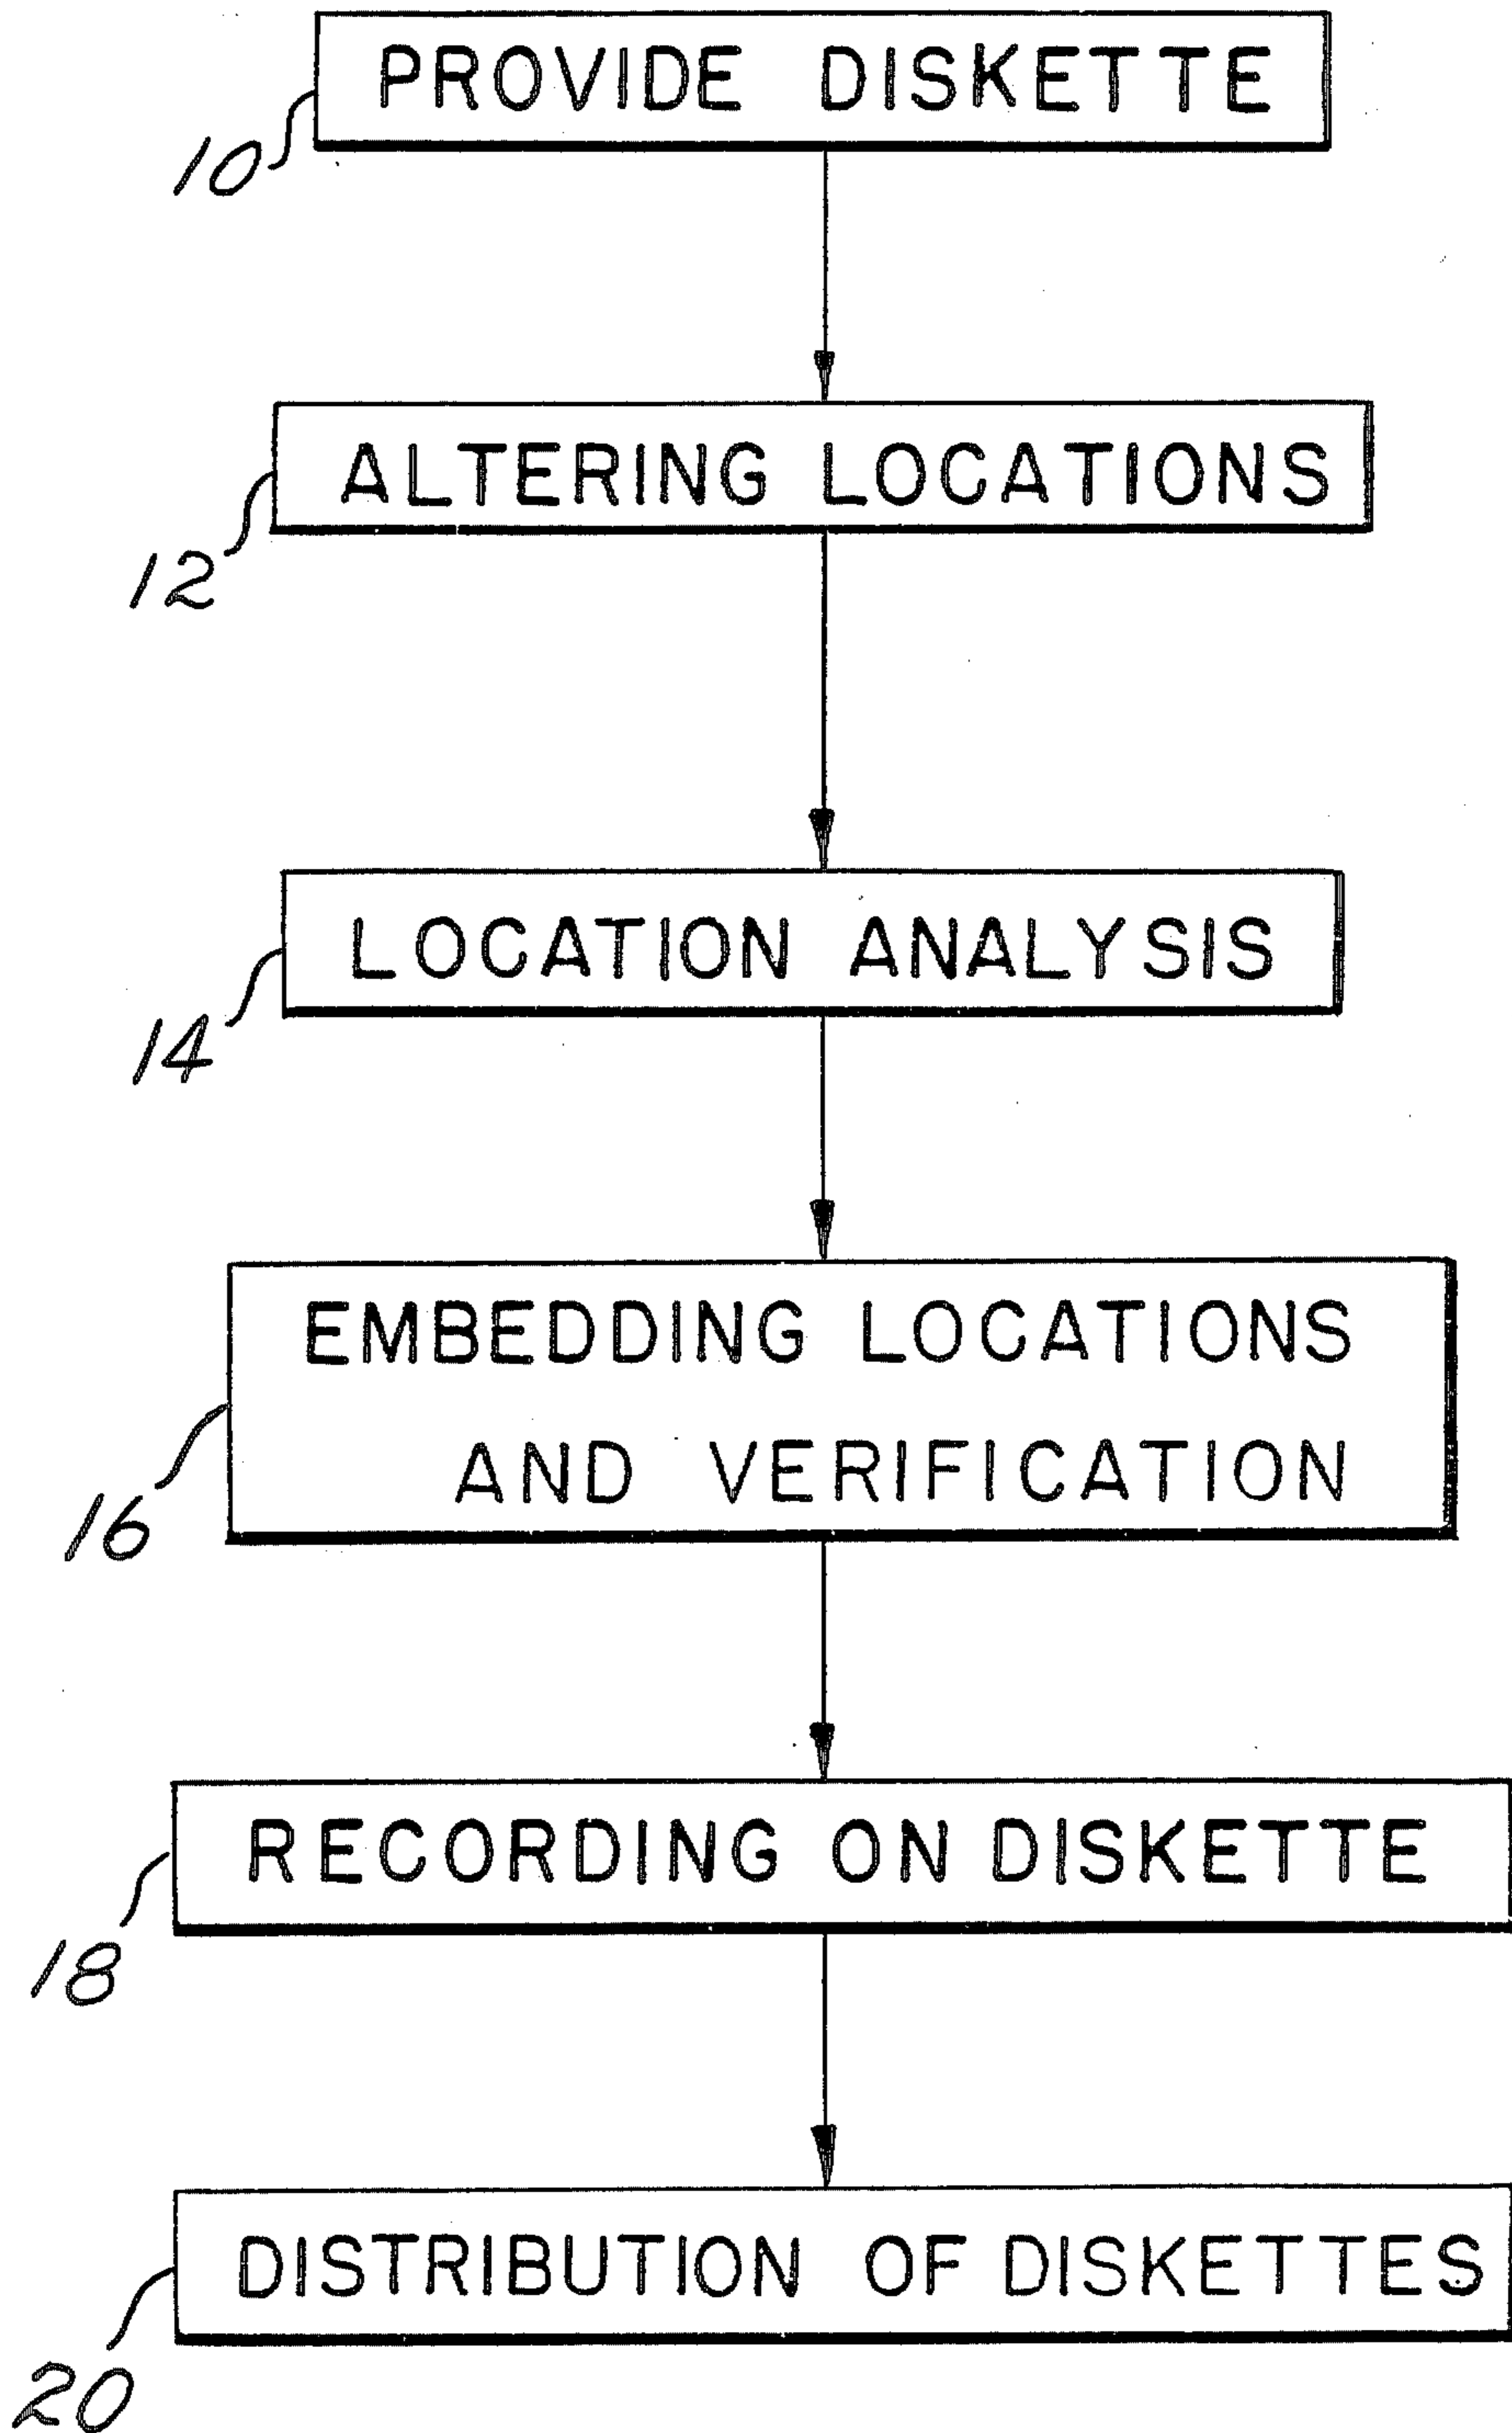 PROVIDE DISKETTE
10
ALTERING LOCATIONS
12
LOCATION ANALYSIS
14
EMBEDDING LOCATIONS
AND VERIFICATION
16
RECORDING ON DISKETTE
18
DISTRIBUTION OF DISKETTES
20